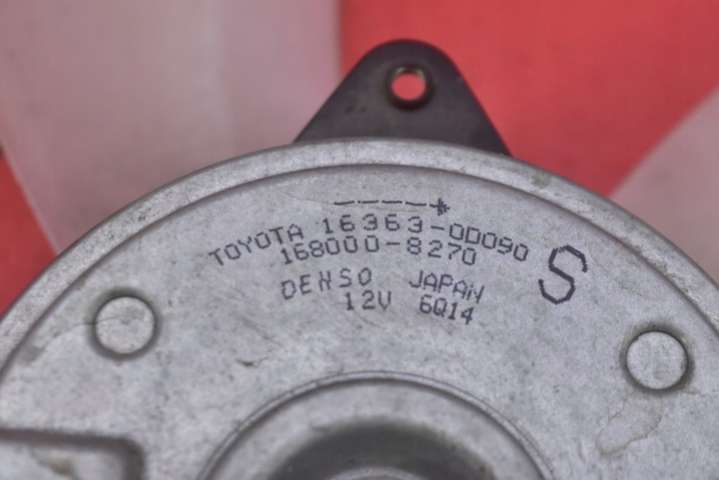 TOYOTA 16363-0D090
168000-8270
S
DENSO JAPAN
12V 6Q14